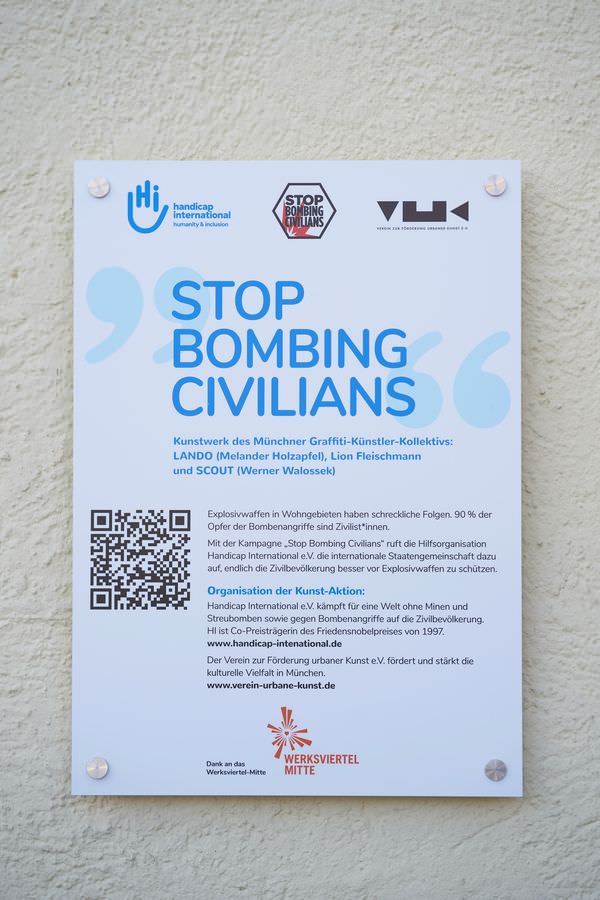 Hi handicap
international
humanity & inclusion
STOP
BOMBING
CIVILIANS
VUK
VEREIN ZUR FÖRDERUNG URBANER KUNST E.V.
STOP
BOMBING
CIVILIANS
Kunstwerk des Münchner Graffiti-Künstler-Kollektivs:
LANDO (Melander Holzapfel), Lion Fleischmann
und SCOUT (Werner Walossek)
Explosivwaffen in Wohngebieten haben schreckliche Folgen. 90 % der
Opfer der Bombenangriffe sind Zivilist*innen.
Mit der Kampagne „Stop Bombing Civilians“ ruft die Hilfsorganisation
Handicap International e.V. die internationale Staatengemeinschaft dazu
auf, endlich die Zivilbevölkerung besser vor Explosivwaffen zu schützen.
Organisation der Kunst-Aktion:
Handicap International e.V. kämpft für eine Welt ohne Minen und
Streubomben sowie gegen Bombenangriffe auf die Zivilbevölkerung.
HI ist Co-Preisträgerin des Friedensnobelpreises von 1997.
www.handicap-intenational.de
Der Verein zur Förderung urbaner Kunst e.V. fördert und stärkt die
kulturelle Vielfalt in München.
www.verein-urbane-kunst.de
Dank an das
Werksviertel-Mitte
WERKSVIERTEL
MITTE